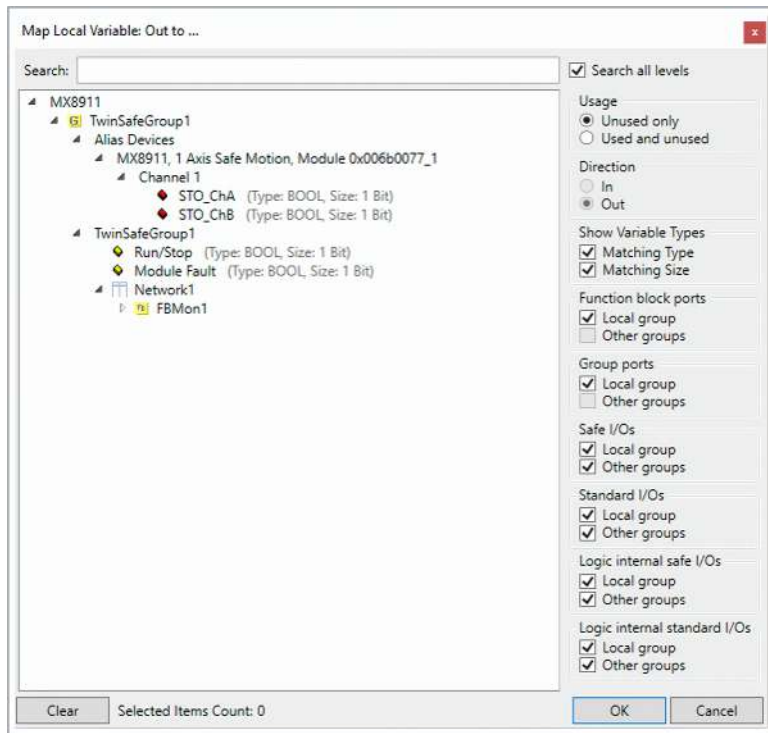 Map Local Variable: Out to ...
x
Search:
Search all levels
MX8911
TwinSafeGroup1
Alias Devices
MX8911, 1 Axis Safe Motion, Module 0x006b0077_1
Channel 1
STO_ChA (Type: BOOL, Size: 1 Bit)
STO_ChB (Type: BOOL, Size: 1 Bit)
TwinSafeGroup1
Run/Stop (Type: BOOL, Size: 1 Bit)
Module Fault (Type: BOOL, Size: 1 Bit)
Network1
FBMon1
Usage
Unused only
Used and unused
Direction
In
Out
Show Variable Types
Matching Type
Matching Size
Function block ports
Local group
Other groups
Group ports
Local group
Other groups
Safe I/Os
Local group
Other groups
Standard I/Os
Local group
Other groups
Logic internal safe I/Os
Local group
Other groups
Logic internal standard I/Os
Local group
Other groups
Clear
Selected Items Count: 0
OK
Cancel